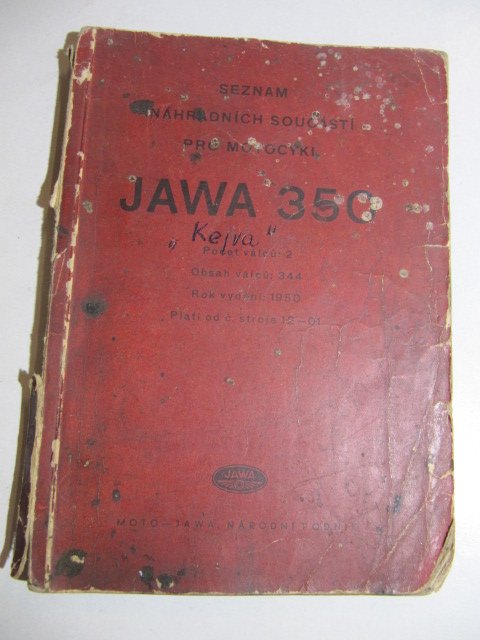 SEZNAM
NÁHRADNÍCH SOUČÁSTÍ
PRO MOTOCYKL
JAWA 350
„Kejva"
Počet válců: 2
Obsah válců: 344
Rok vydání: 1950
Platí od č. stroje 12—01
JAWA
MOTO—JAWA, NÁRODNÍ PODNIK